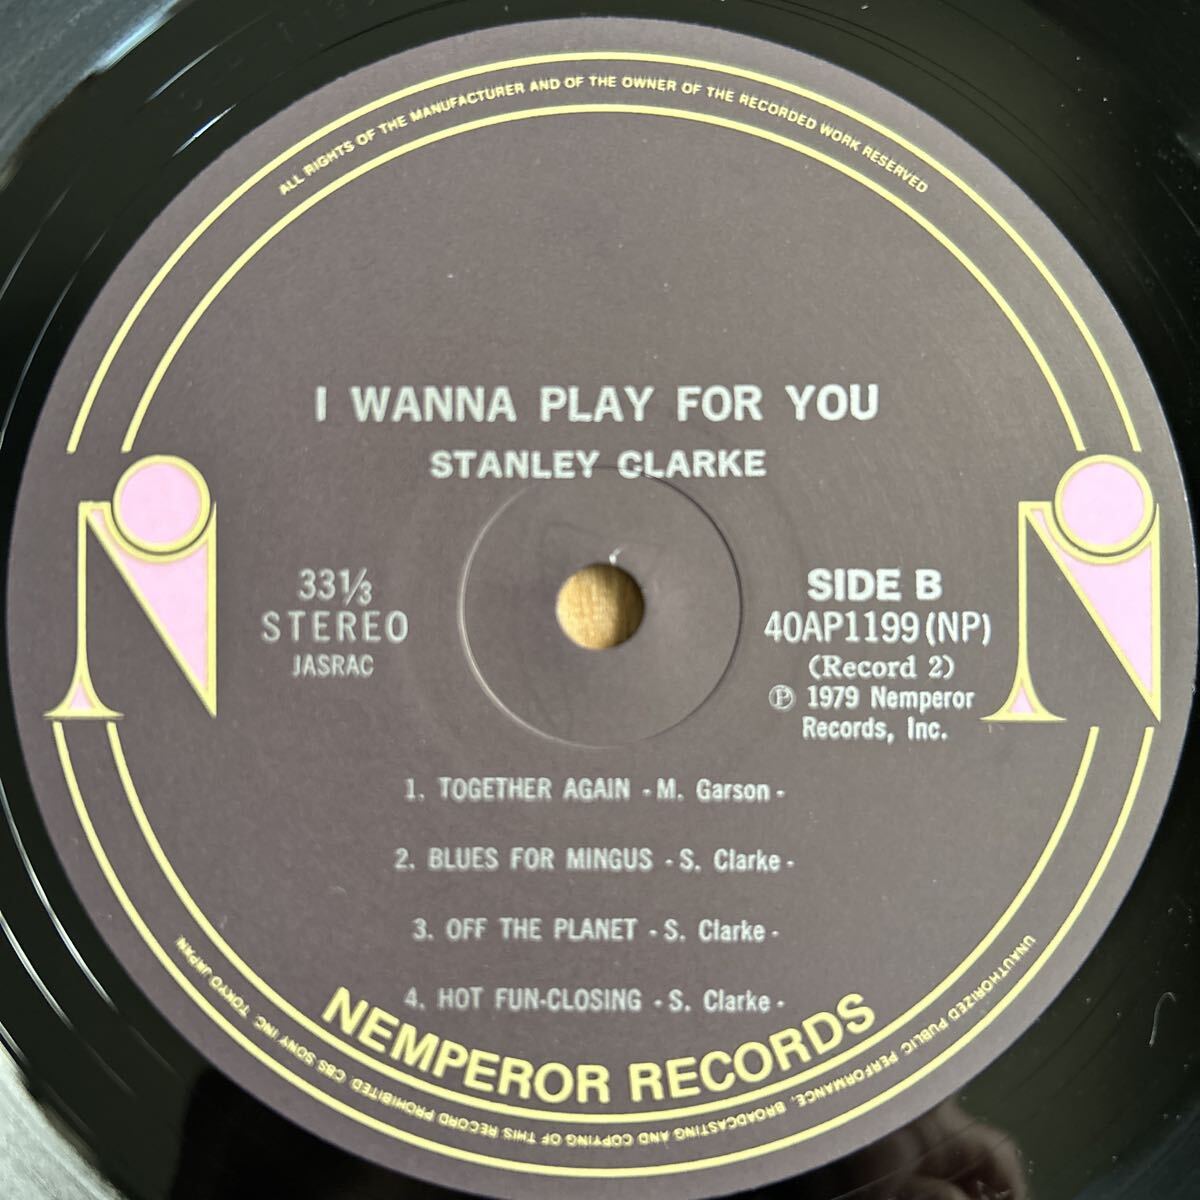 ALL RIGHTS OF THE MANUFACTURER AND OF THE OWNER OF THE RECORDED WORK RESERVED
I WANNA PLAY FOR YOU
STANLEY CLARKE
33⅓
STEREO
JASRAC
SIDE B
40AP1199(NP)
(Record 2)
Ⓟ 1979 Nemperor
Records, Inc.
1. TOGETHER AGAIN - M. Garson -
2. BLUES FOR MINGUS - S. Clarke -
3. OFF THE PLANET - S. Clarke -
4. HOT FUN-CLOSING - S. Clarke -
NEMPEROR RECORDS
UNAUTHORIZED PUBLIC PERFORMANCE, BROADCASTING AND COPYING OF THIS RECORD PROHIBITED. CBS SONY INC. TOKYO JAPAN